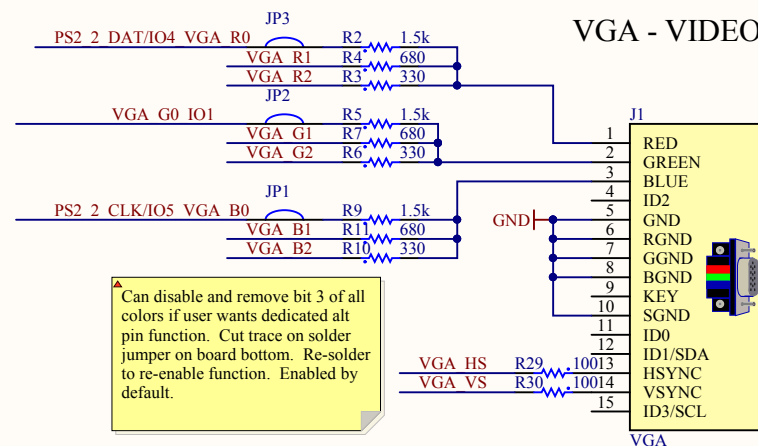 VGA - VIDEO
JP3
PS2_2_DAT/IO4_VGA_R0 R2 1.5k
VGA_R1 R4 680
VGA_R2 R3 330
JP2
VGA_G0_IO1 R5 1.5k
VGA_G1 R7 680
VGA_G2 R6 330
JP1
PS2_2_CLK/IO5_VGA_B0 R9 1.5k
VGA_B1 R11 680
VGA_B2 R10 330
J1
1 RED
2 GREEN
3 BLUE
4 ID2
GND 5 GND
6 RGND
7 GGND
8 BGND
9 KEY
10 SGND
11 ID0
12 ID1/SDA
VGA_HS R29 100 13 HSYNC
VGA_VS R30 100 14 VSYNC
15 ID3/SCL
VGA
Can disable and remove bit 3 of all
colors if user wants dedicated alt
pin function. Cut trace on solder
jumper on board bottom. Re-solder
to re-enable function. Enabled by
default.